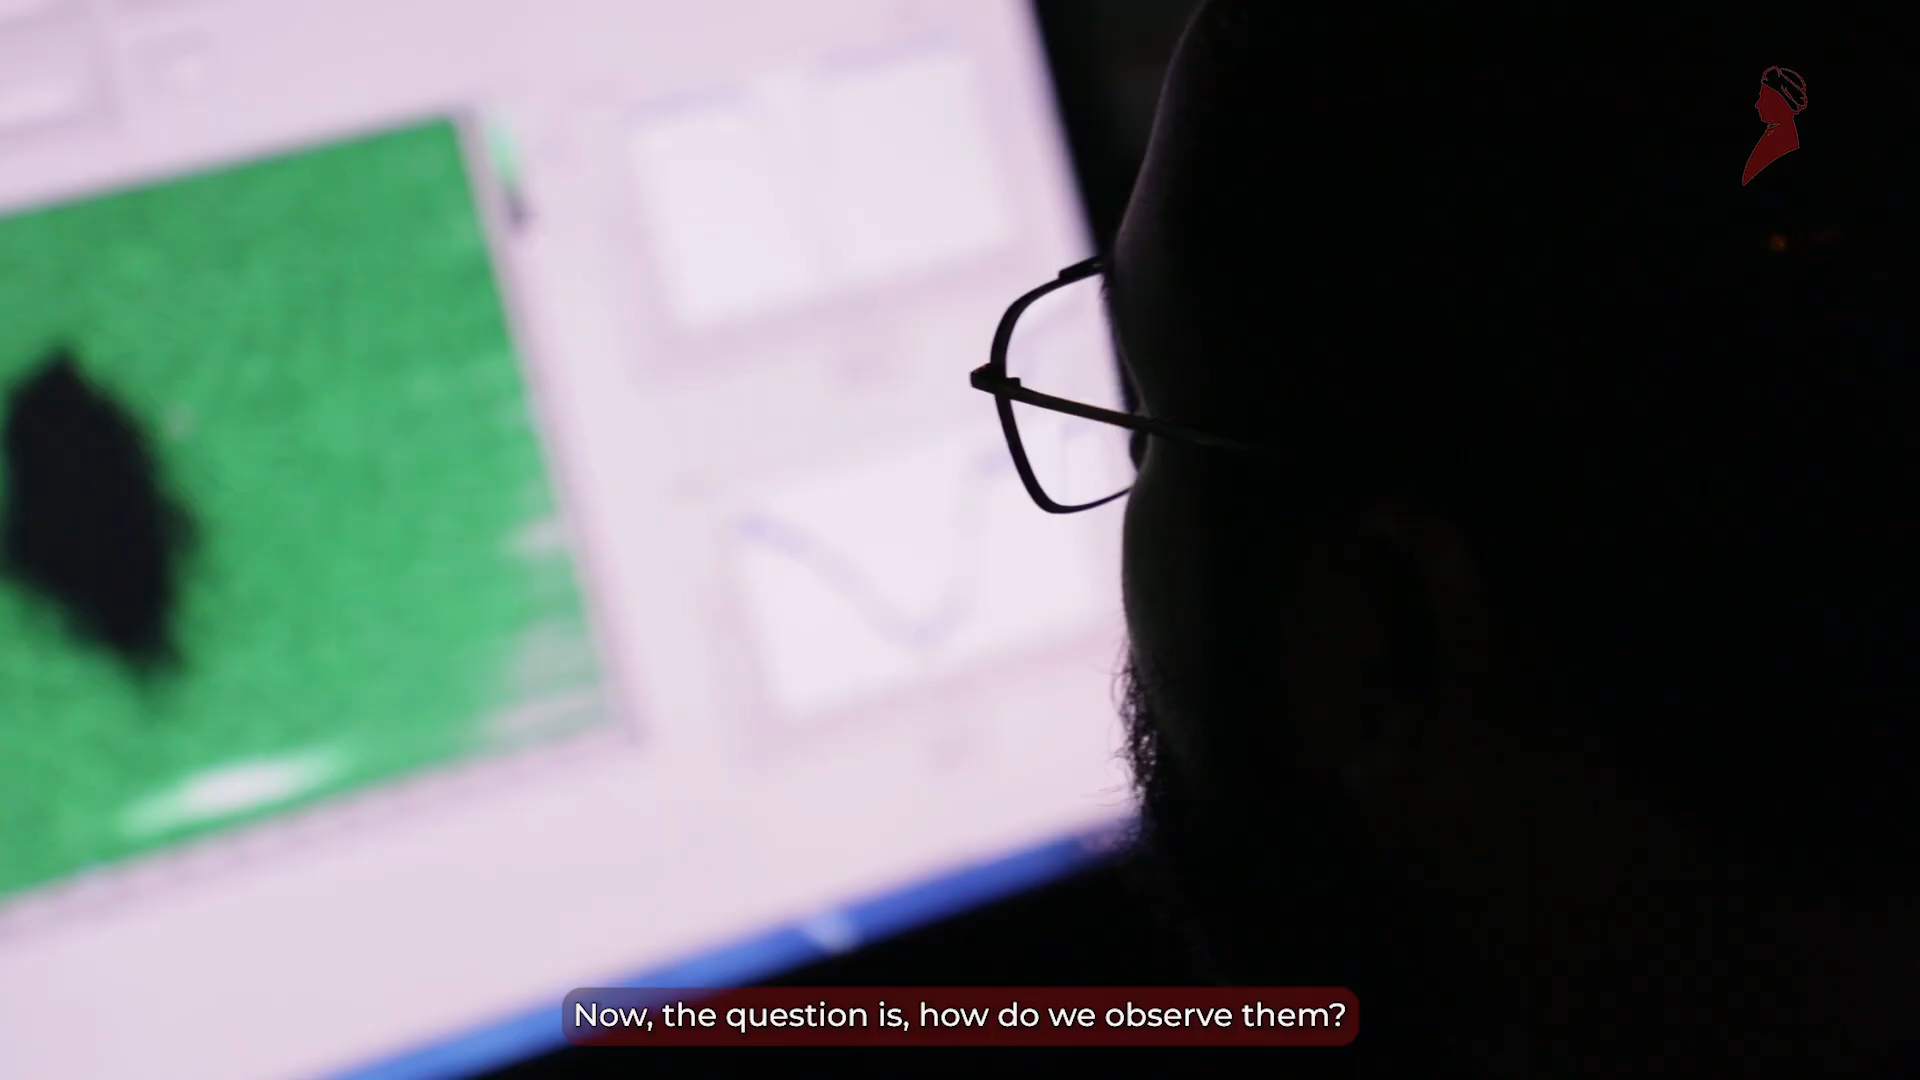 Now, the question is, how do we observe them?